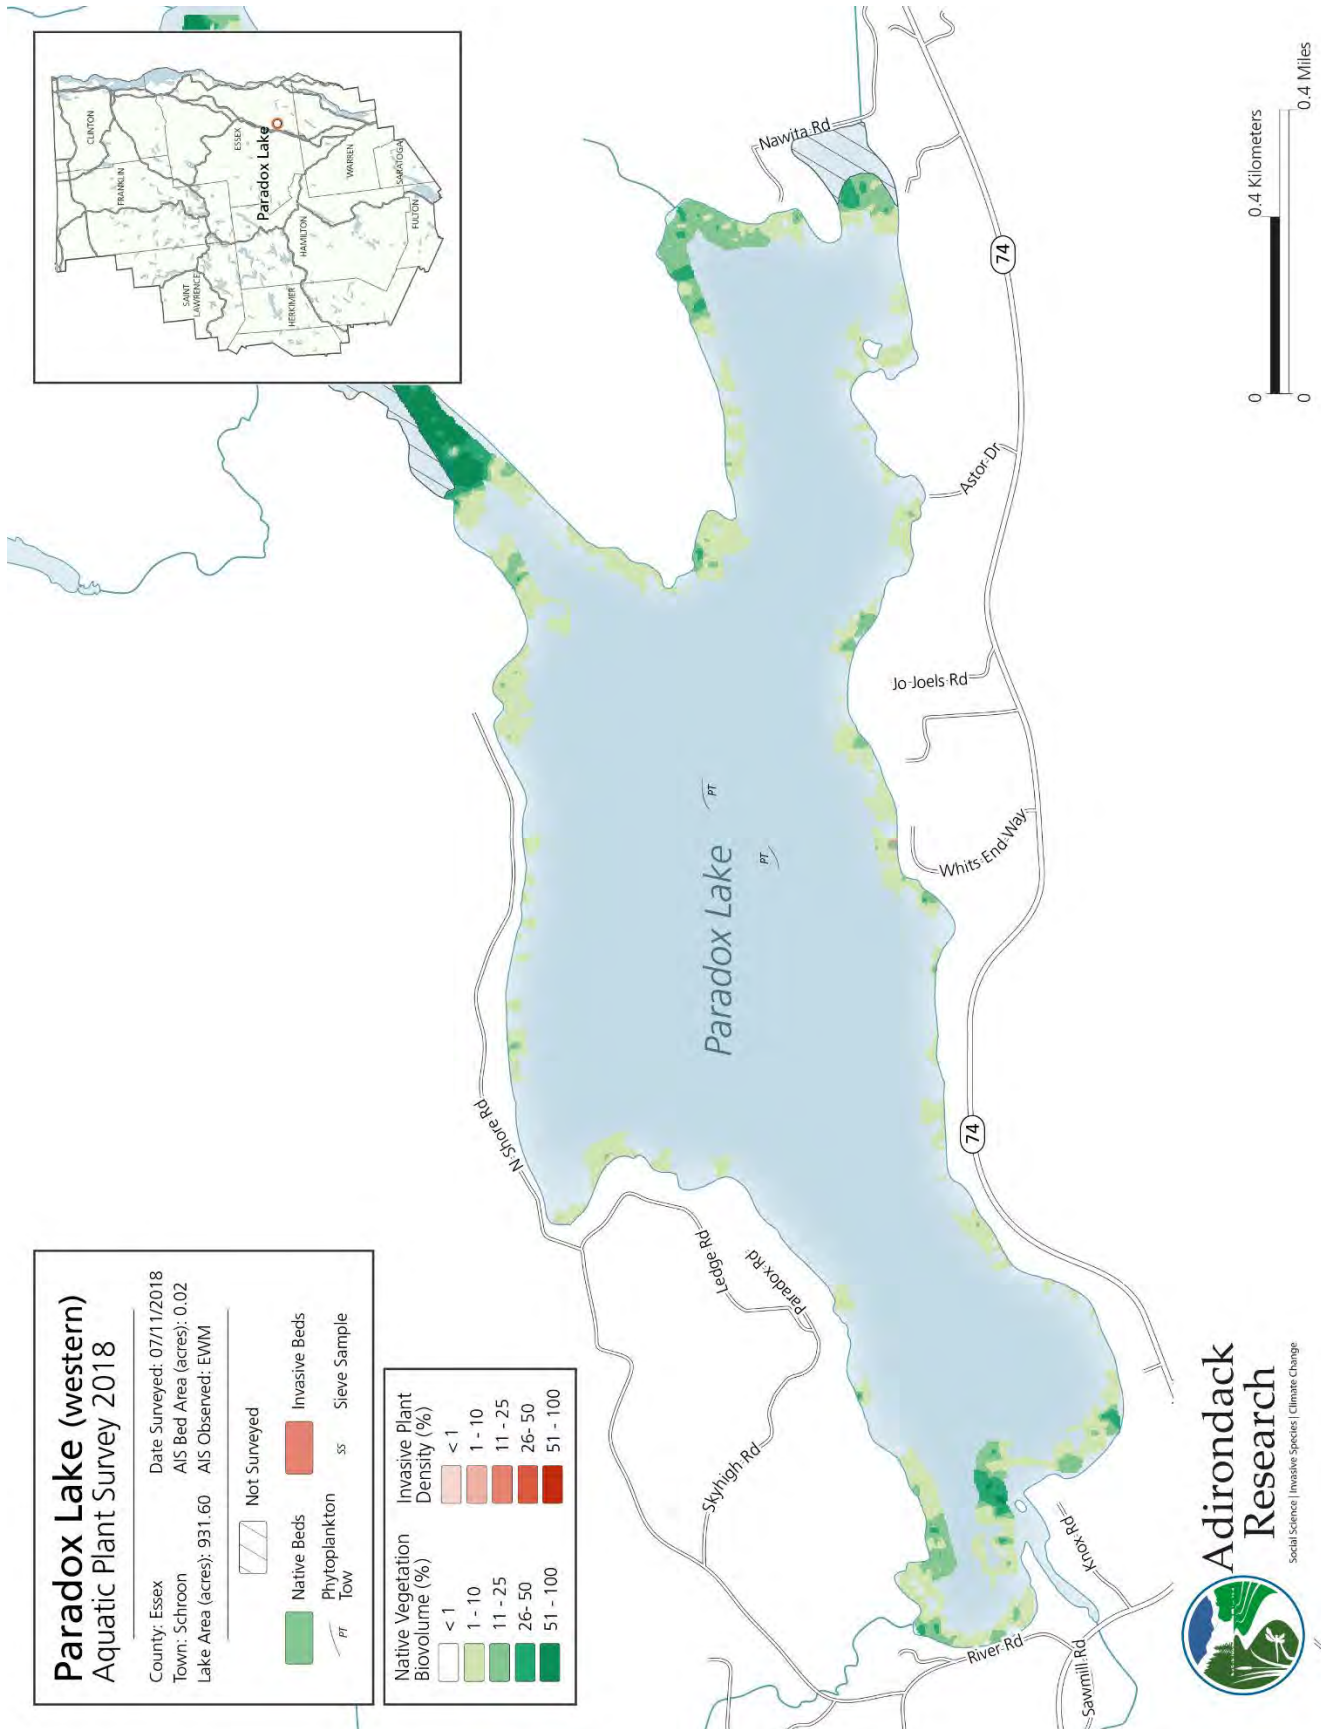 Paradox Lake (western)
Aquatic Plant Survey 2018
County: Essex
Town: Schroon
Lake Area (acres): 931.60
Date Surveyed: 07/11/2018
AIS Bed Area (acres): 0.02
AIS Observed: EWM
Not Surveyed
Native Beds
Invasive Beds
PT
Phytoplankton
Tow
ss
Sieve Sample
Native Vegetation
Biovolume (%)
< 1
1 - 10
11 - 25
26- 50
51 - 100
Invasive Plant
Density (%)
< 1
1 - 10
11 - 25
26- 50
51 - 100
CLINTON
FRANKLIN
ESSEX
Paradox Lake
SAINT
LAWRENCE
HAMILTON
WARREN
HERKIMER
SARATOGA
FULTON
N Shore Rd
Ledge Rd
Paradox Rd
Skyhigh Rd
Paradox Lake
PT
PT
Nawita Rd
74
Astor Dr
Jo Joels Rd
Whits End Way
74
Knox Rd
River Rd
Sawmill Rd
0
0.4 Kilometers
0
0.4 Miles
Adirondack
Research
Social Science | Invasive Species | Climate Change